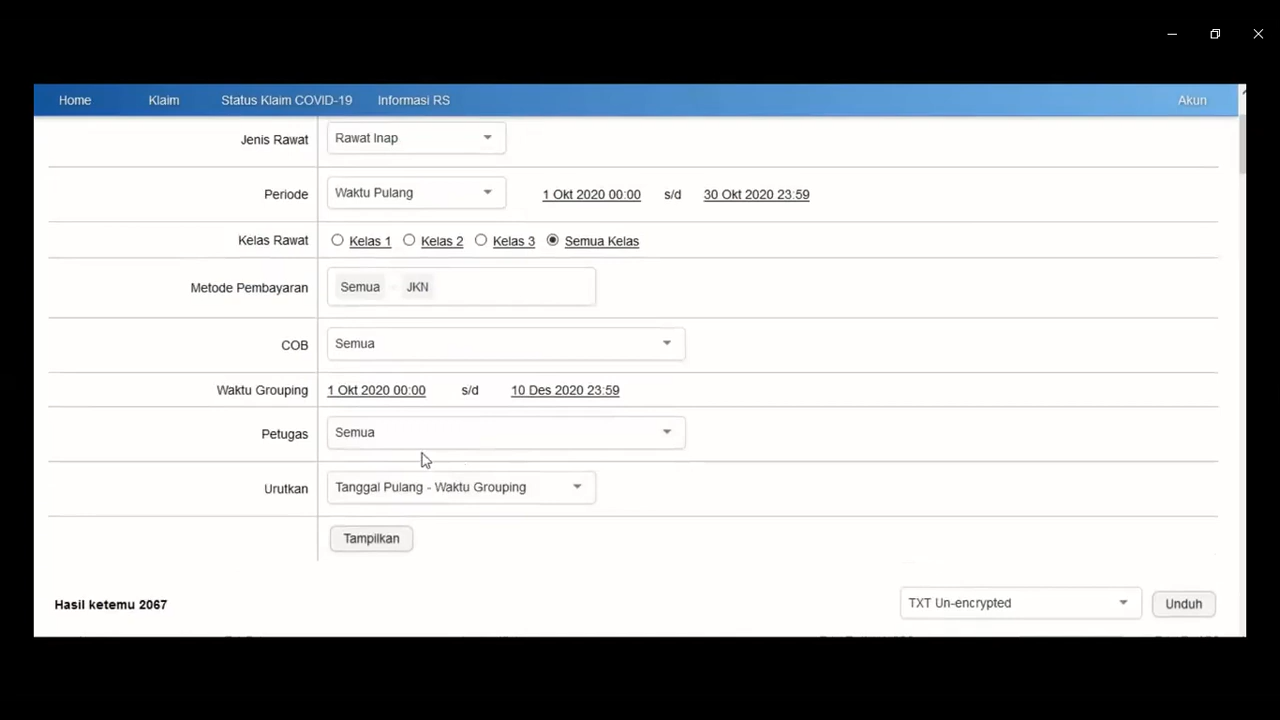 Home Klaim Status Klaim COVID-19 Informasi RS Akun
Jenis Rawat Rawat Inap
Periode Waktu Pulang 1 Okt 2020 00:00 s/d 30 Okt 2020 23:59
Kelas Rawat Kelas 1 Kelas 2 Kelas 3 Semua Kelas
Metode Pembayaran Semua JKN
COB Semua
Waktu Grouping 1 Okt 2020 00:00 s/d 10 Des 2020 23:59
Petugas Semua
Urutkan Tanggal Pulang - Waktu Grouping
Tampilkan
Hasil ketemu 2067 TXT Un-encrypted Unduh